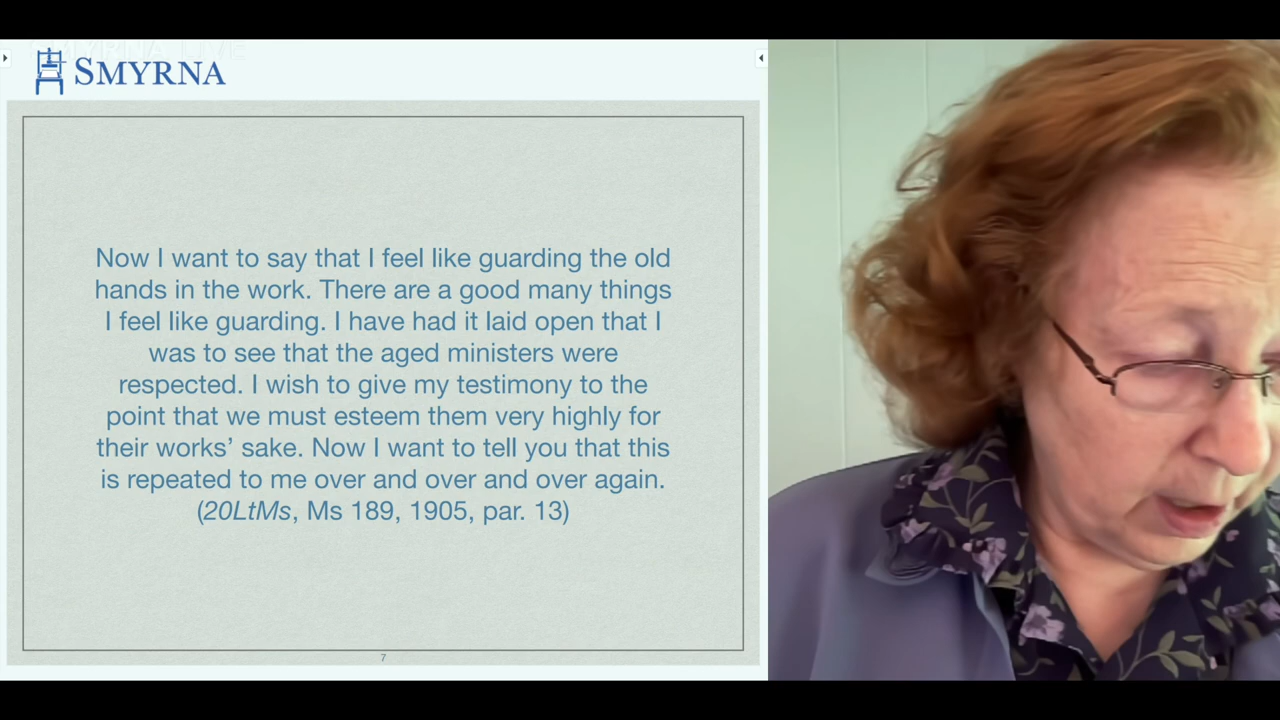 SMYRNA LIVE
SMYRNA
Now I want to say that I feel like guarding the old
hands in the work. There are a good many things
I feel like guarding. I have had it laid open that I
was to see that the aged ministers were
respected. I wish to give my testimony to the
point that we must esteem them very highly for
their works’ sake. Now I want to tell you that this
is repeated to me over and over and over again.
(20LtMs, Ms 189, 1905, par. 13)
7